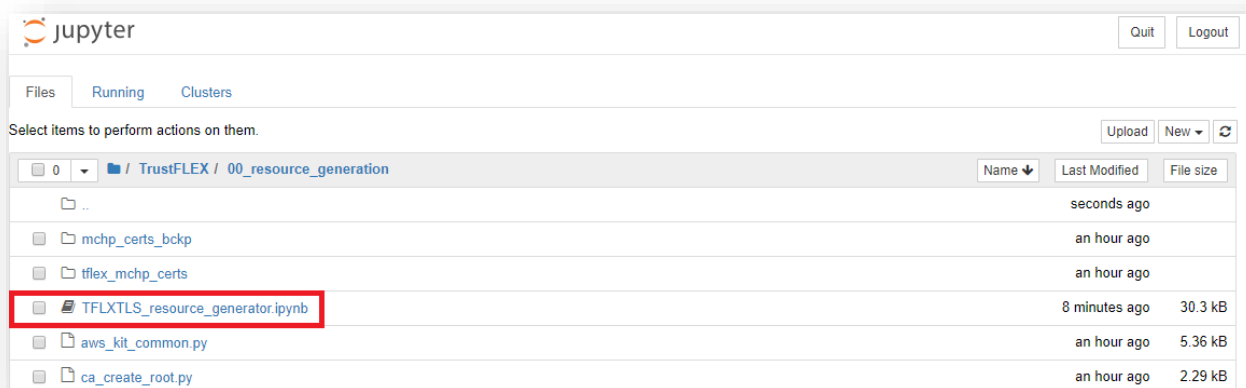 jupyter
Quit Logout
Files Running Clusters
Select items to perform actions on them.
Upload New
0 / TrustFLEX / 00_resource_generation Name Last Modified File size
.. seconds ago
mchp_certs_bckp an hour ago
tflex_mchp_certs an hour ago
TFLXTLS_resource_generator.ipynb 8 minutes ago 30.3 kB
aws_kit_common.py an hour ago 5.36 kB
ca_create_root.py an hour ago 2.29 kB